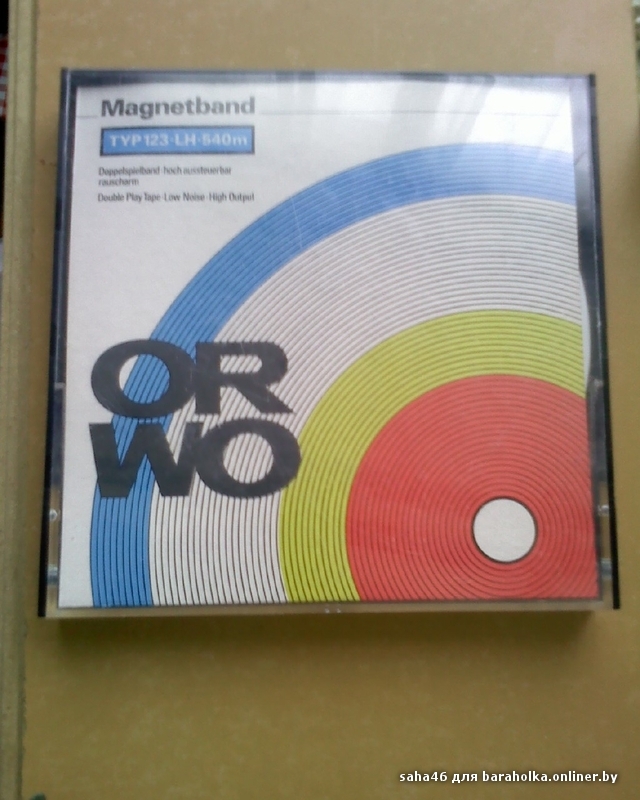 Magnetband
TYP 123·LH·540m
Doppelspielband·hoch aussteuerbar
rauscharm
Double Play Tape·Low Noise·High Output
OR
WO
saha46 для baraholka.onliner.by